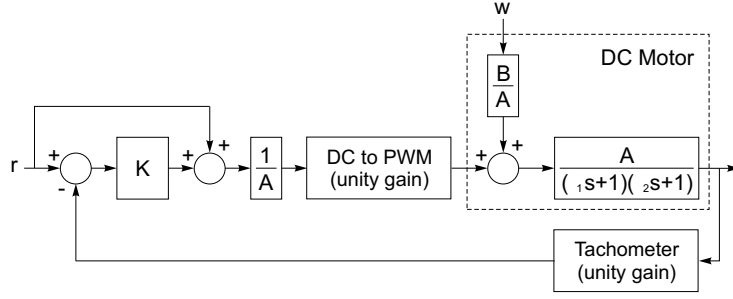 w
DC Motor
B
A
r
+
-
K
+
+
1
A
DC to PWM
(unity gain)
+
+
A
( ₁s+1)( ₂s+1)
Tachometer
(unity gain)